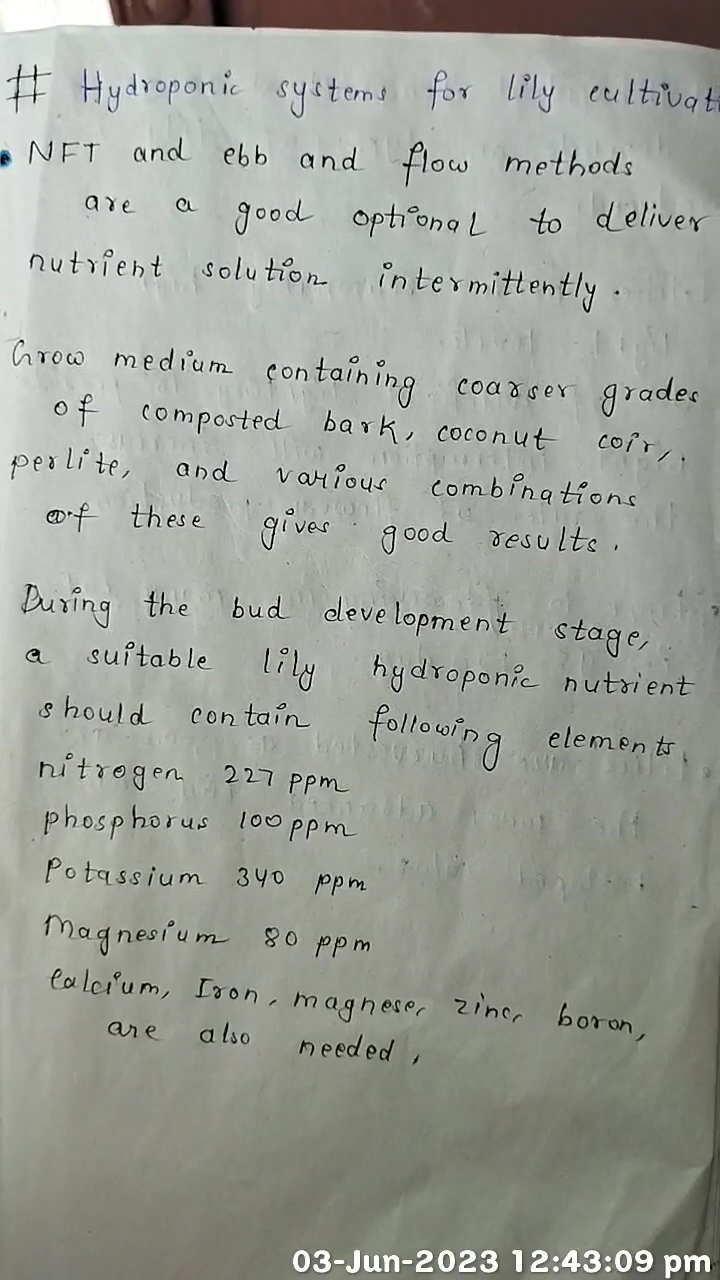 # Hydroponic systems for lily cultivat
• NFT and ebb and flow methods
are a good optional to deliver
nutrient solution intermittently.
Grow medium containing coarser grades
of composted bark, coconut coir,
perlite, and various combinations
of these gives good results.
During the bud development stage,
a suitable lily hydroponic nutrient
should contain following elements.
nitrogen 227 ppm
phosphorus 100 ppm
Potassium 340 ppm
Magnesium 80 ppm
Calcium, Iron, magnese, zinc, boron,
are also needed,
03-Jun-2023 12:43:09 pm